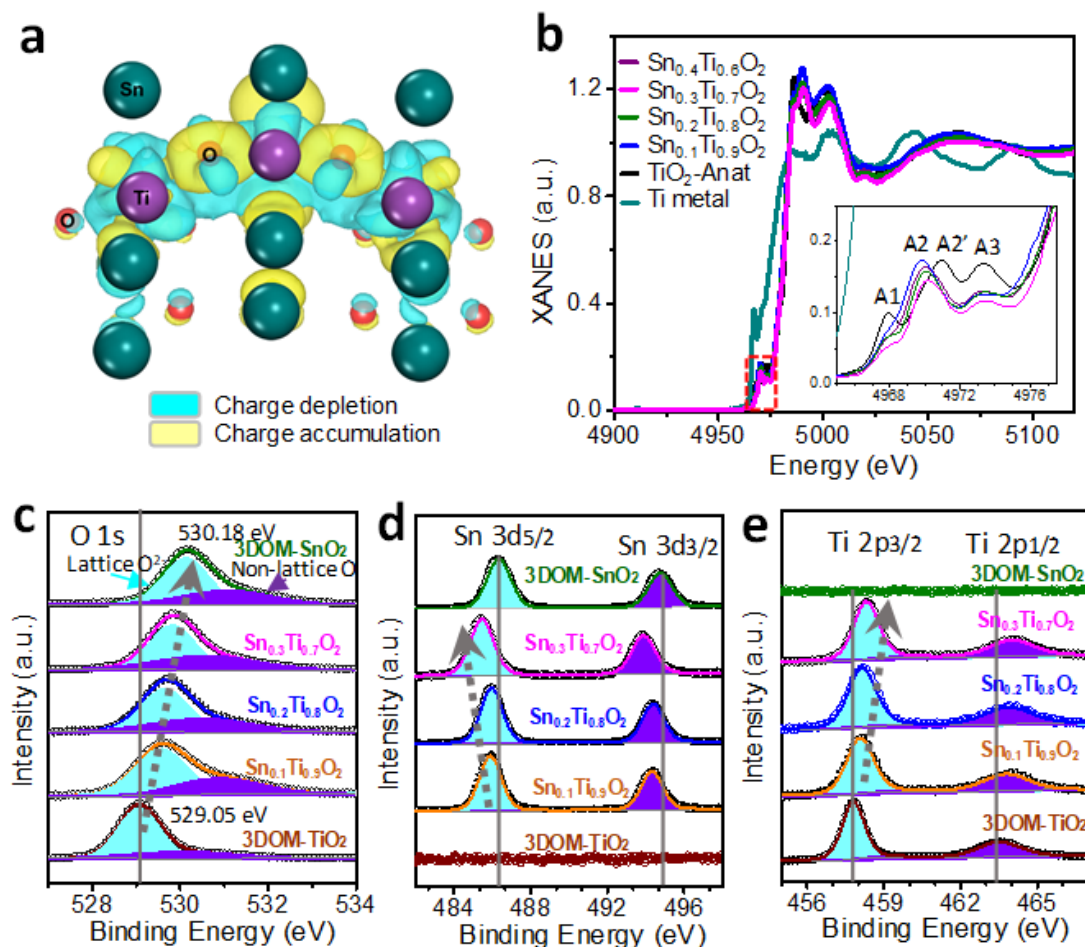 a
Sn
O
Ti
O
Charge depletion
Charge accumulation
b
Sn0.4Ti0.6O2
Sn0.3Ti0.7O2
Sn0.2Ti0.8O2
Sn0.1Ti0.9O2
TiO2-Anat
Ti metal
XANES (a.u.)
1.2
0.8
0.4
0.0
4900 4950 5000 5050 5100
Energy (eV)
A1 A2 A2′ A3
0.2
0.1
0.0
4968 4972 4976
c
O 1s
530.18 eV
Lattice O2-
3DOM-SnO2
Non-lattice O
Sn0.3Ti0.7O2
Sn0.2Ti0.8O2
Sn0.1Ti0.9O2
529.05 eV
3DOM-TiO2
Intensity (a.u.)
528 530 532 534
Binding Energy (eV)
d
Sn 3d5/2 Sn 3d3/2
3DOM-SnO2
Sn0.3Ti0.7O2
Sn0.2Ti0.8O2
Sn0.1Ti0.9O2
3DOM-TiO2
Intensity (a.u.)
484 488 492 496
Binding Energy (eV)
e
Ti 2p3/2 Ti 2p1/2
3DOM-SnO2
Sn0.3Ti0.7O2
Sn0.2Ti0.8O2
Sn0.1Ti0.9O2
3DOM-TiO2
Intensity (a.u.)
456 459 462 465
Binding Energy (eV)